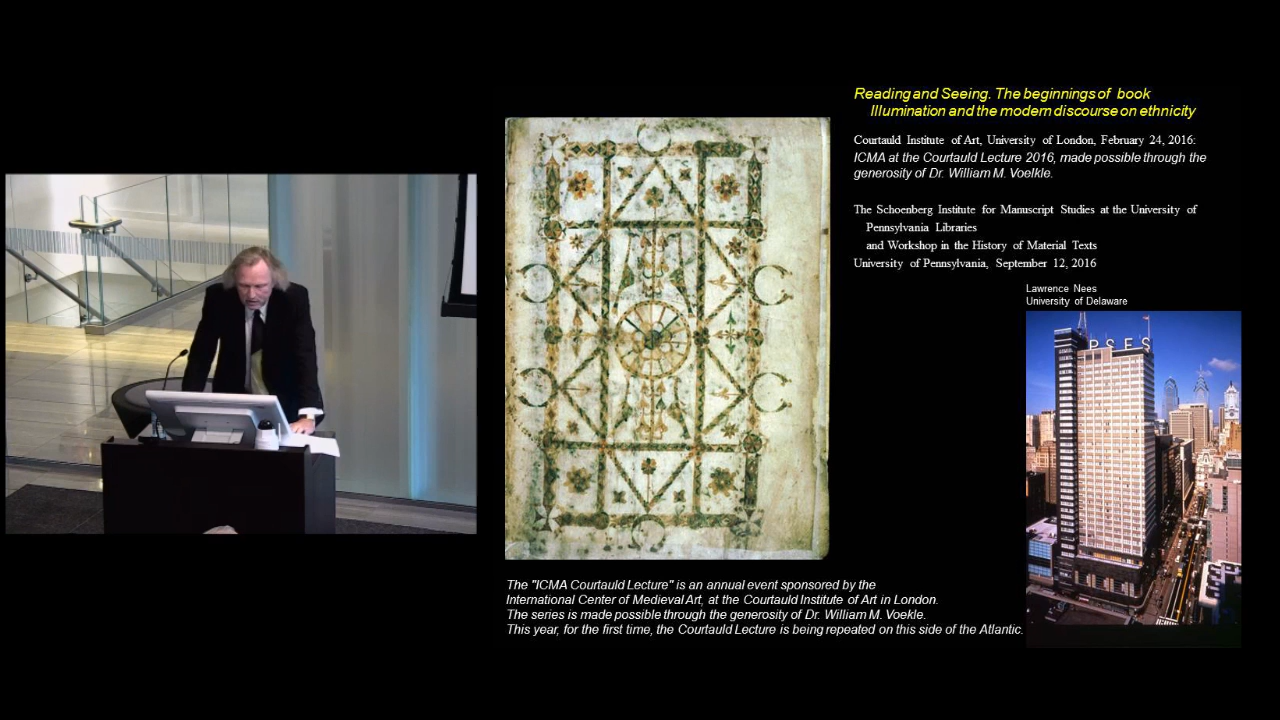 Reading and Seeing. The beginnings of book
Illumination and the modern discourse on ethnicity
Courtauld Institute of Art, University of London, February 24, 2016:
ICMA at the Courtauld Lecture 2016, made possible through the
generosity of Dr. William M. Voelkle.
The Schoenberg Institute for Manuscript Studies at the University of
Pennsylvania Libraries
and Workshop in the History of Material Texts
University of Pennsylvania, September 12, 2016
Lawrence Nees
University of Delaware
PSFS
The "ICMA Courtauld Lecture" is an annual event sponsored by the
International Center of Medieval Art, at the Courtauld Institute of Art in London.
The series is made possible through the generosity of Dr. William M. Voekle.
This year, for the first time, the Courtauld Lecture is being repeated on this side of the Atlantic.